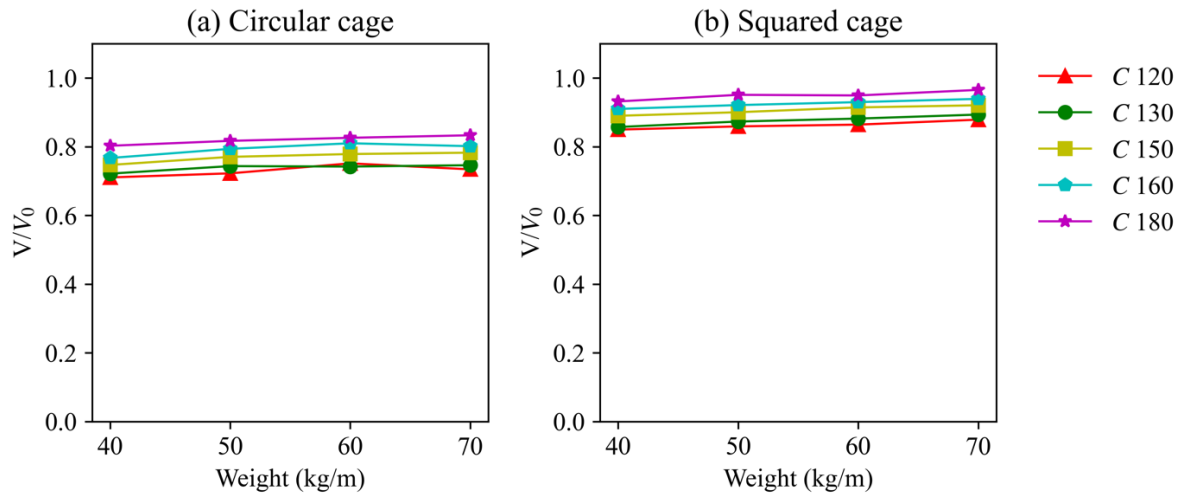 (a) Circular cage
1.0
0.8
0.6
0.4
0.2
0.0
V/V₀
40 50 60 70
Weight (kg/m)
(b) Squared cage
1.0
0.8
0.6
0.4
0.2
0.0
V/V₀
40 50 60 70
Weight (kg/m)
C 120
C 130
C 150
C 160
C 180